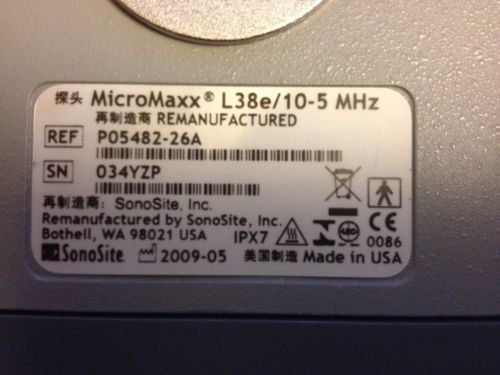 探头 MicroMaxx® L38e/10-5 MHz
再制造商 REMANUFACTURED
REF P05482-26A
SN 034YZP
再制造商: SonoSite, Inc.
Remanufactured by SonoSite, Inc.
Bothell, WA 98021 USA IPX7
CE 0086
SonoSite 2009-05 美国制造 Made in USA